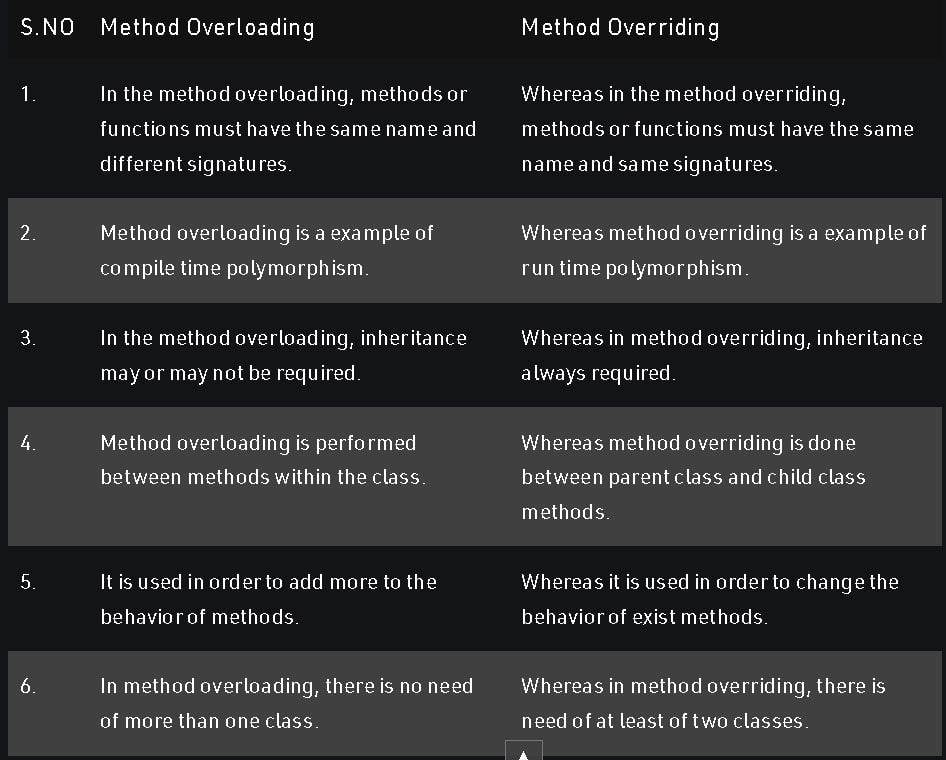 S.NO Method Overloading Method Overriding
1. In the method overloading, methods or
functions must have the same name and
different signatures.
Whereas in the method overriding,
methods or functions must have the same
name and same signatures.
2. Method overloading is a example of
compile time polymorphism.
Whereas method overriding is a example of
run time polymorphism.
3. In the method overloading, inheritance
may or may not be required.
Whereas in method overriding, inheritance
always required.
4. Method overloading is performed
between methods within the class.
Whereas method overriding is done
between parent class and child class
methods.
5. It is used in order to add more to the
behavior of methods.
Whereas it is used in order to change the
behavior of exist methods.
6. In method overloading, there is no need
of more than one class.
Whereas in method overriding, there is
need of at least of two classes.